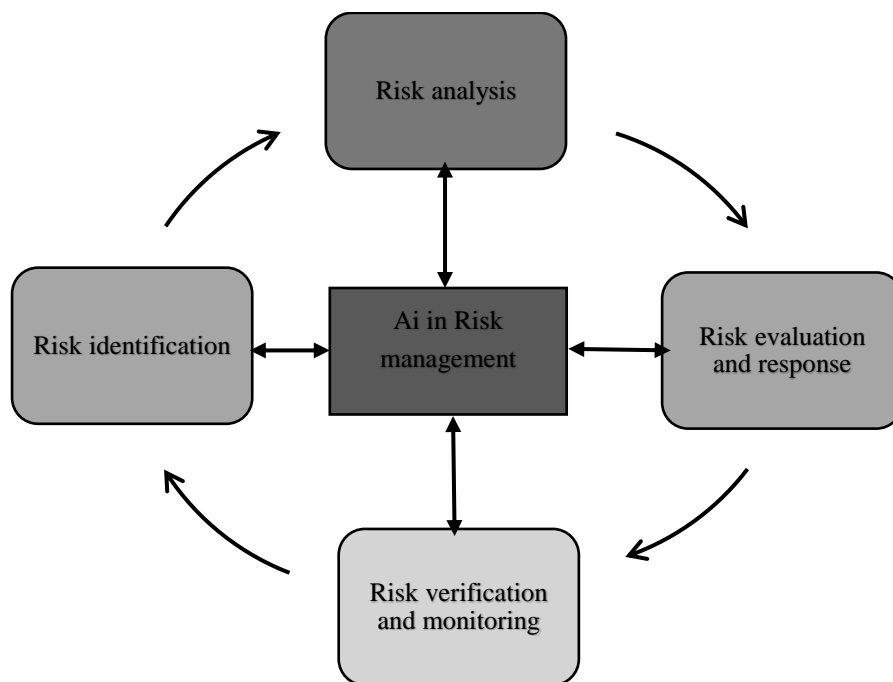 Risk analysis
Ai in Risk
management
Risk identification
Risk evaluation
and response
Risk verification
and monitoring